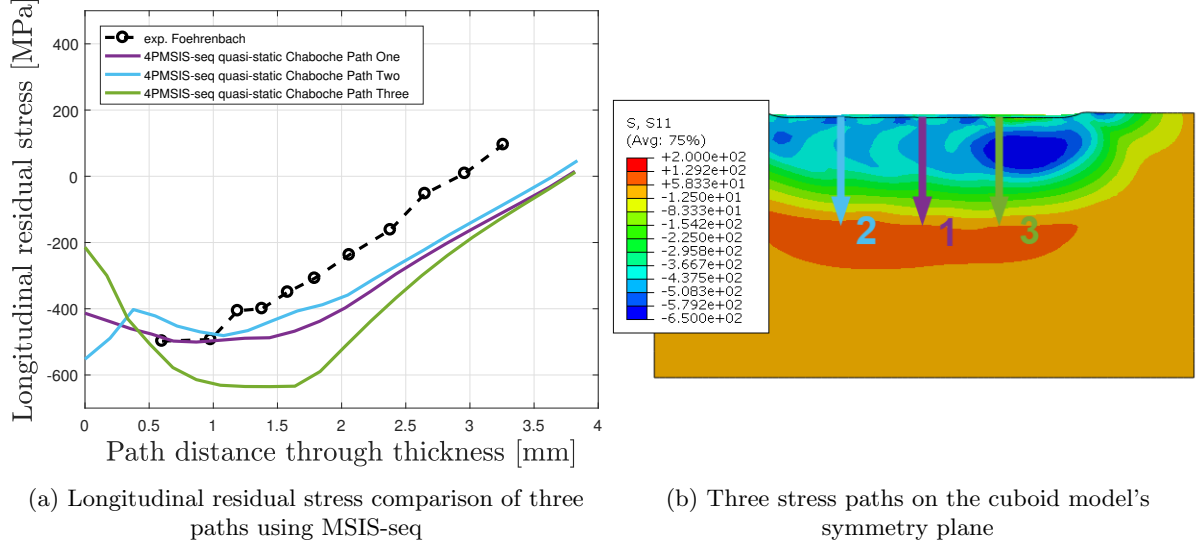 Longitudinal residual stress [MPa]
400
200
0
-200
-400
-600
exp. Foehrenbach
4PMSIS-seq quasi-static Chaboche Path One
4PMSIS-seq quasi-static Chaboche Path Two
4PMSIS-seq quasi-static Chaboche Path Three
0 0.5 1 1.5 2 2.5 3 3.5 4
Path distance through thickness [mm]
(a) Longitudinal residual stress comparison of three
paths using MSIS-seq
S, S11
(Avg: 75%)
+2.000e+02
+1.292e+02
+5.833e+01
-1.250e+01
-8.333e+01
-1.542e+02
-2.250e+02
-2.958e+02
-3.667e+02
-4.375e+02
-5.083e+02
-5.792e+02
-6.500e+02
2 1 3
(b) Three stress paths on the cuboid model's
symmetry plane